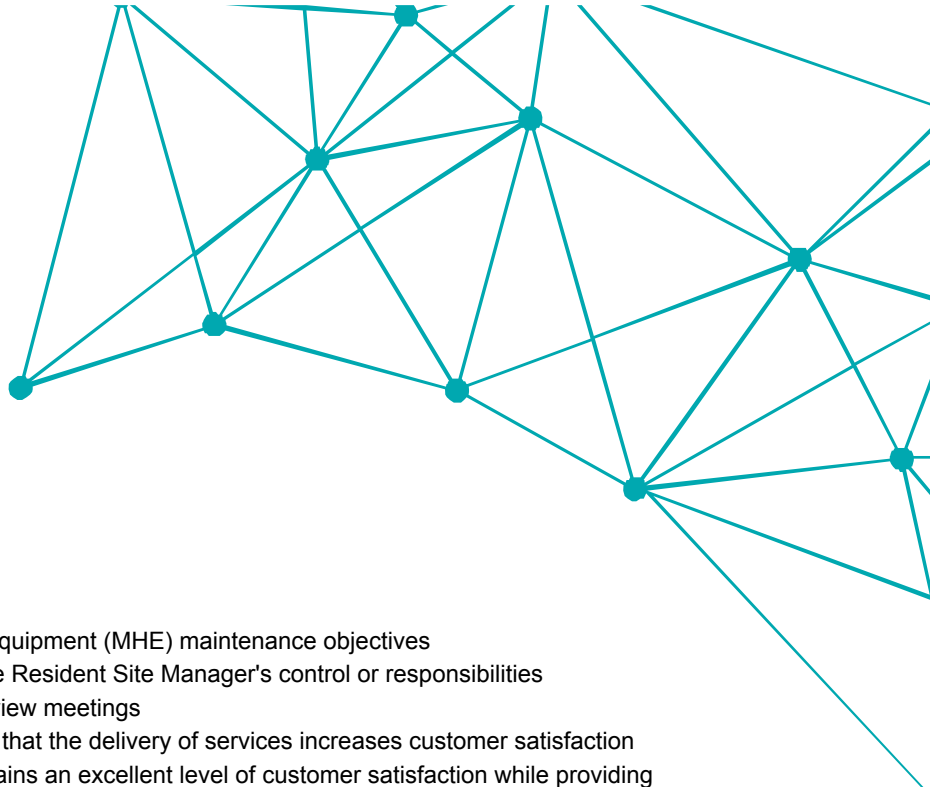 quipment (MHE) maintenance objectives
e Resident Site Manager's control or responsibilities
view meetings
that the delivery of services increases customer satisfaction
ains an excellent level of customer satisfaction while providing